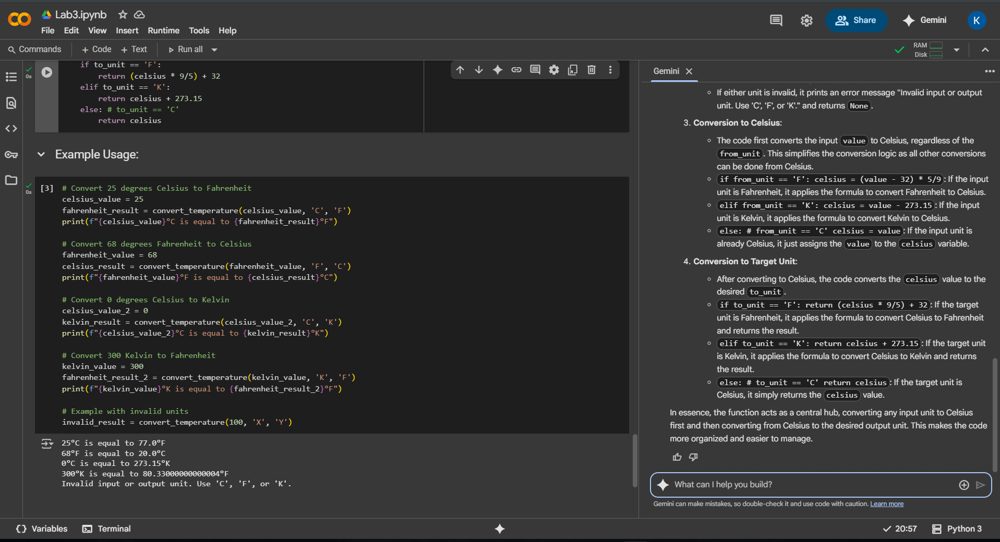 Lab3.ipynb
File Edit View Insert Runtime Tools Help
Share
Gemini
K
Commands + Code + Text Run all
RAM
Disk
0s
if to_unit == 'F':
return (celsius * 9/5) + 32
elif to_unit == 'K':
return celsius + 273.15
else: # to_unit == 'C'
return celsius
Example Usage:
0s
[3]
# Convert 25 degrees Celsius to Fahrenheit
celsius_value = 25
fahrenheit_result = convert_temperature(celsius_value, 'C', 'F')
print(f"{celsius_value}°C is equal to {fahrenheit_result}°F")
# Convert 68 degrees Fahrenheit to Celsius
fahrenheit_value = 68
celsius_result = convert_temperature(fahrenheit_value, 'F', 'C')
print(f"{fahrenheit_value}°F is equal to {celsius_result}°C")
# Convert 0 degrees Celsius to Kelvin
celsius_value_2 = 0
kelvin_result = convert_temperature(celsius_value_2, 'C', 'K')
print(f"{celsius_value_2}°C is equal to {kelvin_result}°K")
# Convert 300 Kelvin to Fahrenheit
kelvin_value = 300
fahrenheit_result_2 = convert_temperature(kelvin_value, 'K', 'F')
print(f"{kelvin_value}°K is equal to {fahrenheit_result_2}°F")
# Example with invalid units
invalid_result = convert_temperature(100, 'X', 'Y')
25°C is equal to 77.0°F
68°F is equal to 20.0°C
0°C is equal to 273.15°K
300°K is equal to 80.33000000000004°F
Invalid input or output unit. Use 'C', 'F', or 'K'.
Gemini
If either unit is invalid, it prints an error message "Invalid input or output
unit. Use 'C', 'F', or 'K'." and returns None.
3. Conversion to Celsius:
The code first converts the input value to Celsius, regardless of the
from_unit. This simplifies the conversion logic as all other conversions
can be done from Celsius.
if from_unit == 'F': celsius = (value - 32) * 5/9: If the input
unit is Fahrenheit, it applies the formula to convert Fahrenheit to Celsius.
elif from_unit == 'K': celsius = value - 273.15: If the input
unit is Kelvin, it applies the formula to convert Kelvin to Celsius.
else: # from_unit == 'C' celsius = value: If the input unit is
already Celsius, it just assigns the value to the celsius variable.
4. Conversion to Target Unit:
After converting to Celsius, the code converts the celsius value to the
desired to_unit.
if to_unit == 'F': return (celsius * 9/5) + 32: If the target
unit is Fahrenheit, it applies the formula to convert Celsius to Fahrenheit
and returns the result.
elif to_unit == 'K': return celsius + 273.15: If the target unit
is Kelvin, it applies the formula to convert Celsius to Kelvin and returns
the result.
else: # to_unit == 'C' return celsius: If the target unit is
Celsius, it simply returns the celsius value.
In essence, the function acts as a central hub, converting any input unit to Celsius
first and then converting from Celsius to the desired output unit. This makes the code
more organized and easier to manage.
What can I help you build?
Gemini can make mistakes, so double-check it and use code with caution. Learn more
Variables Terminal
20:57 Python 3